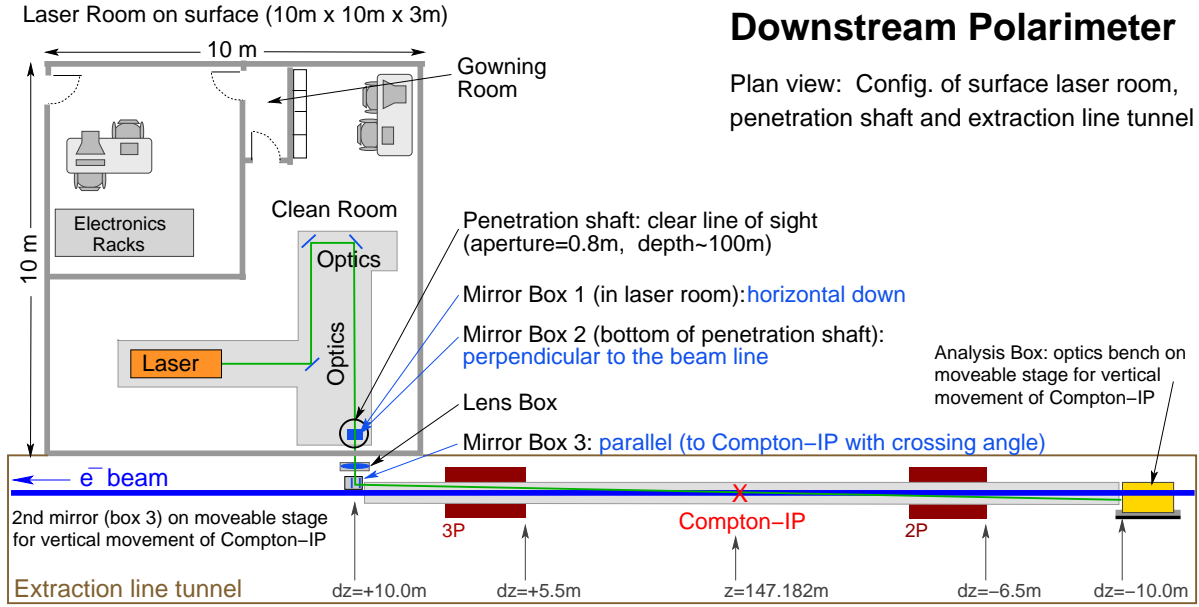 Laser Room on surface (10m x 10m x 3m)
Downstream Polarimeter
Plan view: Config. of surface laser room,
penetration shaft and extraction line tunnel
10 m
10 m
Gowning
Room
Electronics
Racks
Clean Room
Optics
Optics
Laser
Penetration shaft: clear line of sight
(aperture=0.8m, depth~100m)
Mirror Box 1 (in laser room): horizontal down
Mirror Box 2 (bottom of penetration shaft):
perpendicular to the beam line
Lens Box
Mirror Box 3: parallel (to Compton−IP with crossing angle)
Analysis Box: optics bench on
moveable stage for vertical
movement of Compton−IP
e− beam
2nd mirror (box 3) on moveable stage
for vertical movement of Compton−IP
3P
X
Compton−IP
2P
Extraction line tunnel
dz=+10.0m
dz=+5.5m
z=147.182m
dz=−6.5m
dz=−10.0m